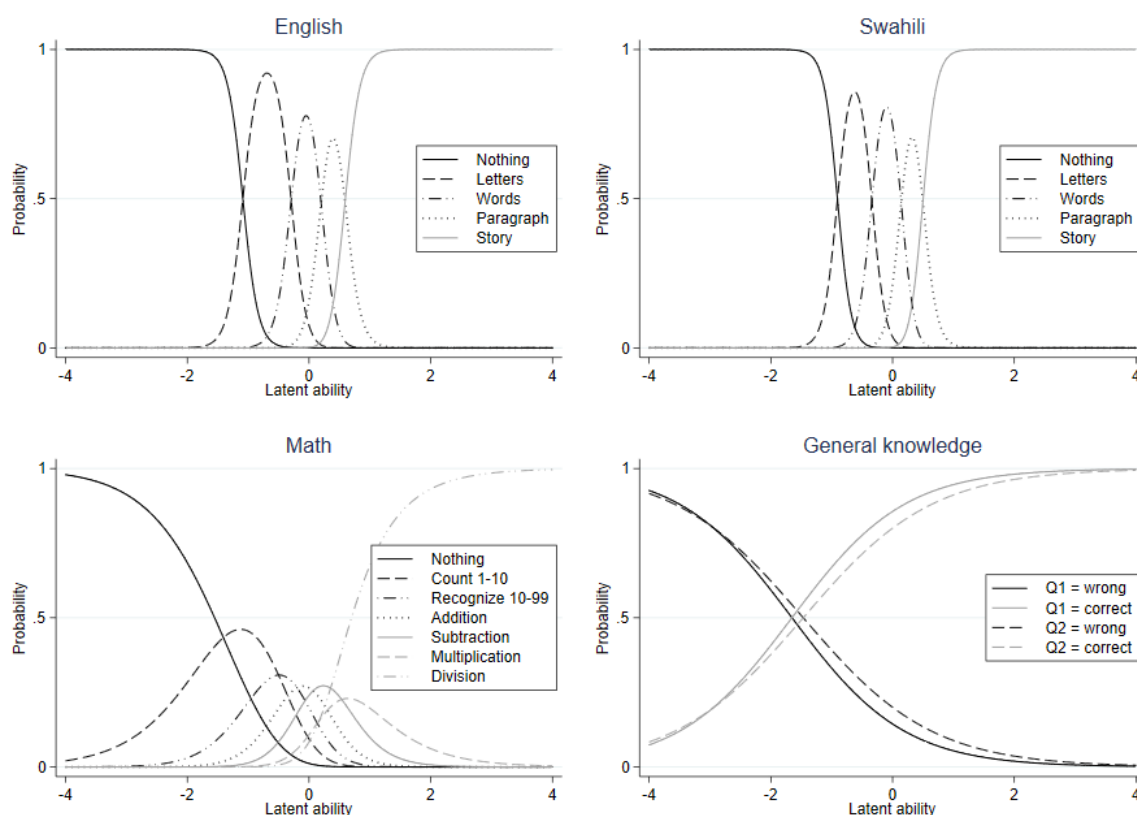 English
1
.5
0
Probability
-4
-2
0
2
4
Latent ability
Nothing
Letters
Words
Paragraph
Story
Swahili
1
.5
0
Probability
-4
-2
0
2
4
Latent ability
Nothing
Letters
Words
Paragraph
Story
Math
1
.5
0
Probability
-4
-2
0
2
4
Latent ability
Nothing
Count 1-10
Recognize 10-99
Addition
Subtraction
Multiplication
Division
General knowledge
1
.5
0
Probability
-4
-2
0
2
4
Latent ability
Q1 = wrong
Q1 = correct
Q2 = wrong
Q2 = correct